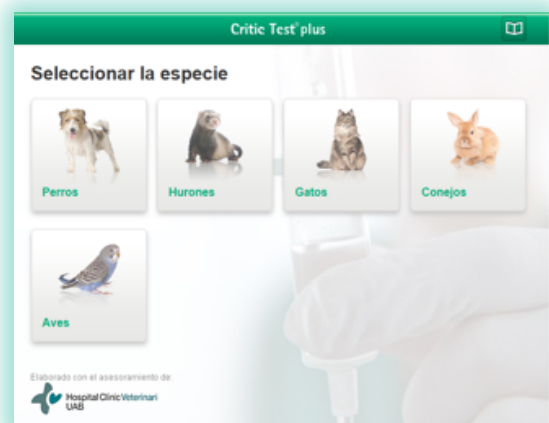 Critic Test® plus
Seleccionar la especie
Perros
Hurones
Gatos
Conejos
Aves
Elaborado con el asesoramiento de:
Hospital Clínic Veterinari
UAB